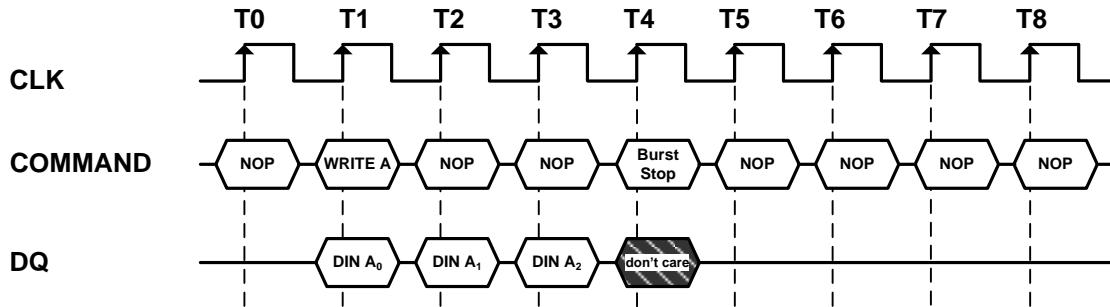 T0 T1 T2 T3 T4 T5 T6 T7 T8
CLK
COMMAND NOP WRITE A NOP NOP Burst Stop NOP NOP NOP NOP
DQ DIN A0 DIN A1 DIN A2 don't care